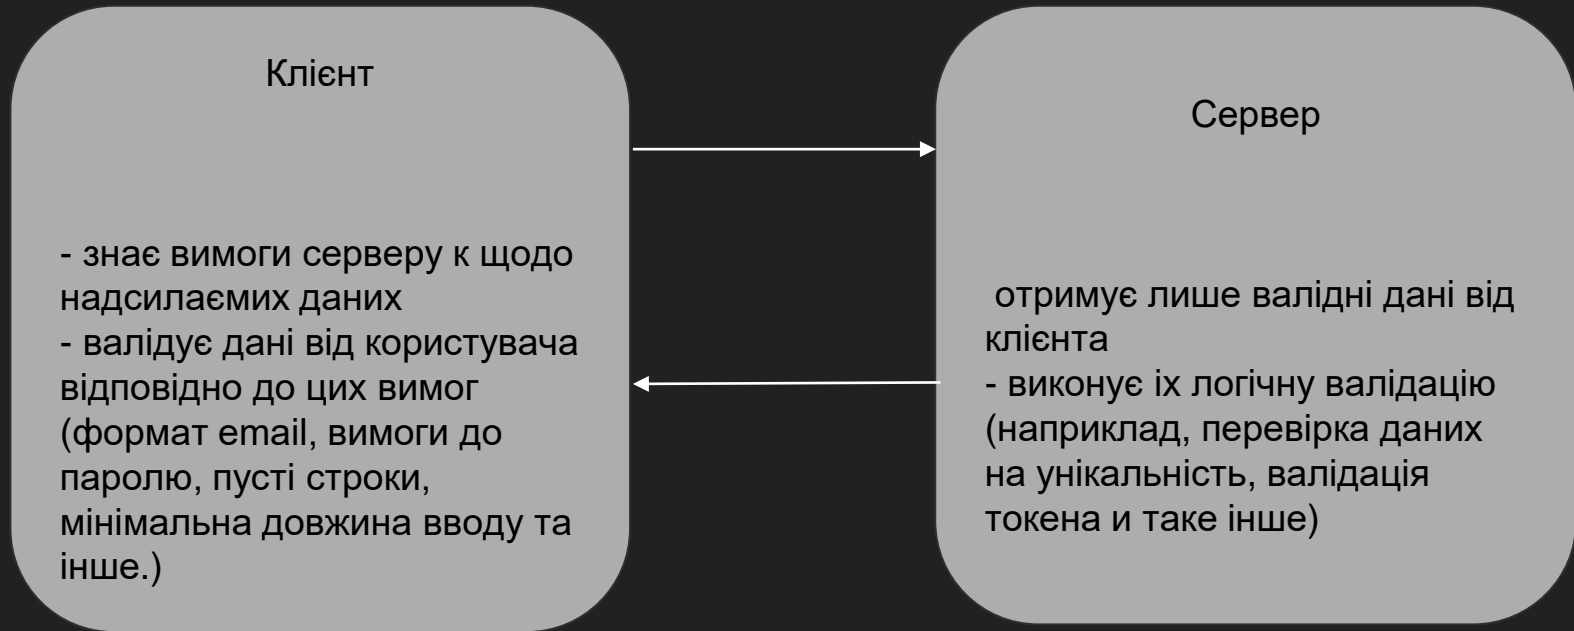 Клієнт
- знає вимоги серверу к щодо
надсилаємих даних
- валідує дані від користувача
відповідно до цих вимог
(формат email, вимоги до
паролю, пусті строки,
мінімальна довжина вводу та
інше.)
Сервер
отримує лише валідні дані від
клієнта
- виконує іх логічну валідацію
(наприклад, перевірка даних
на унікальність, валідація
токена и таке інше)